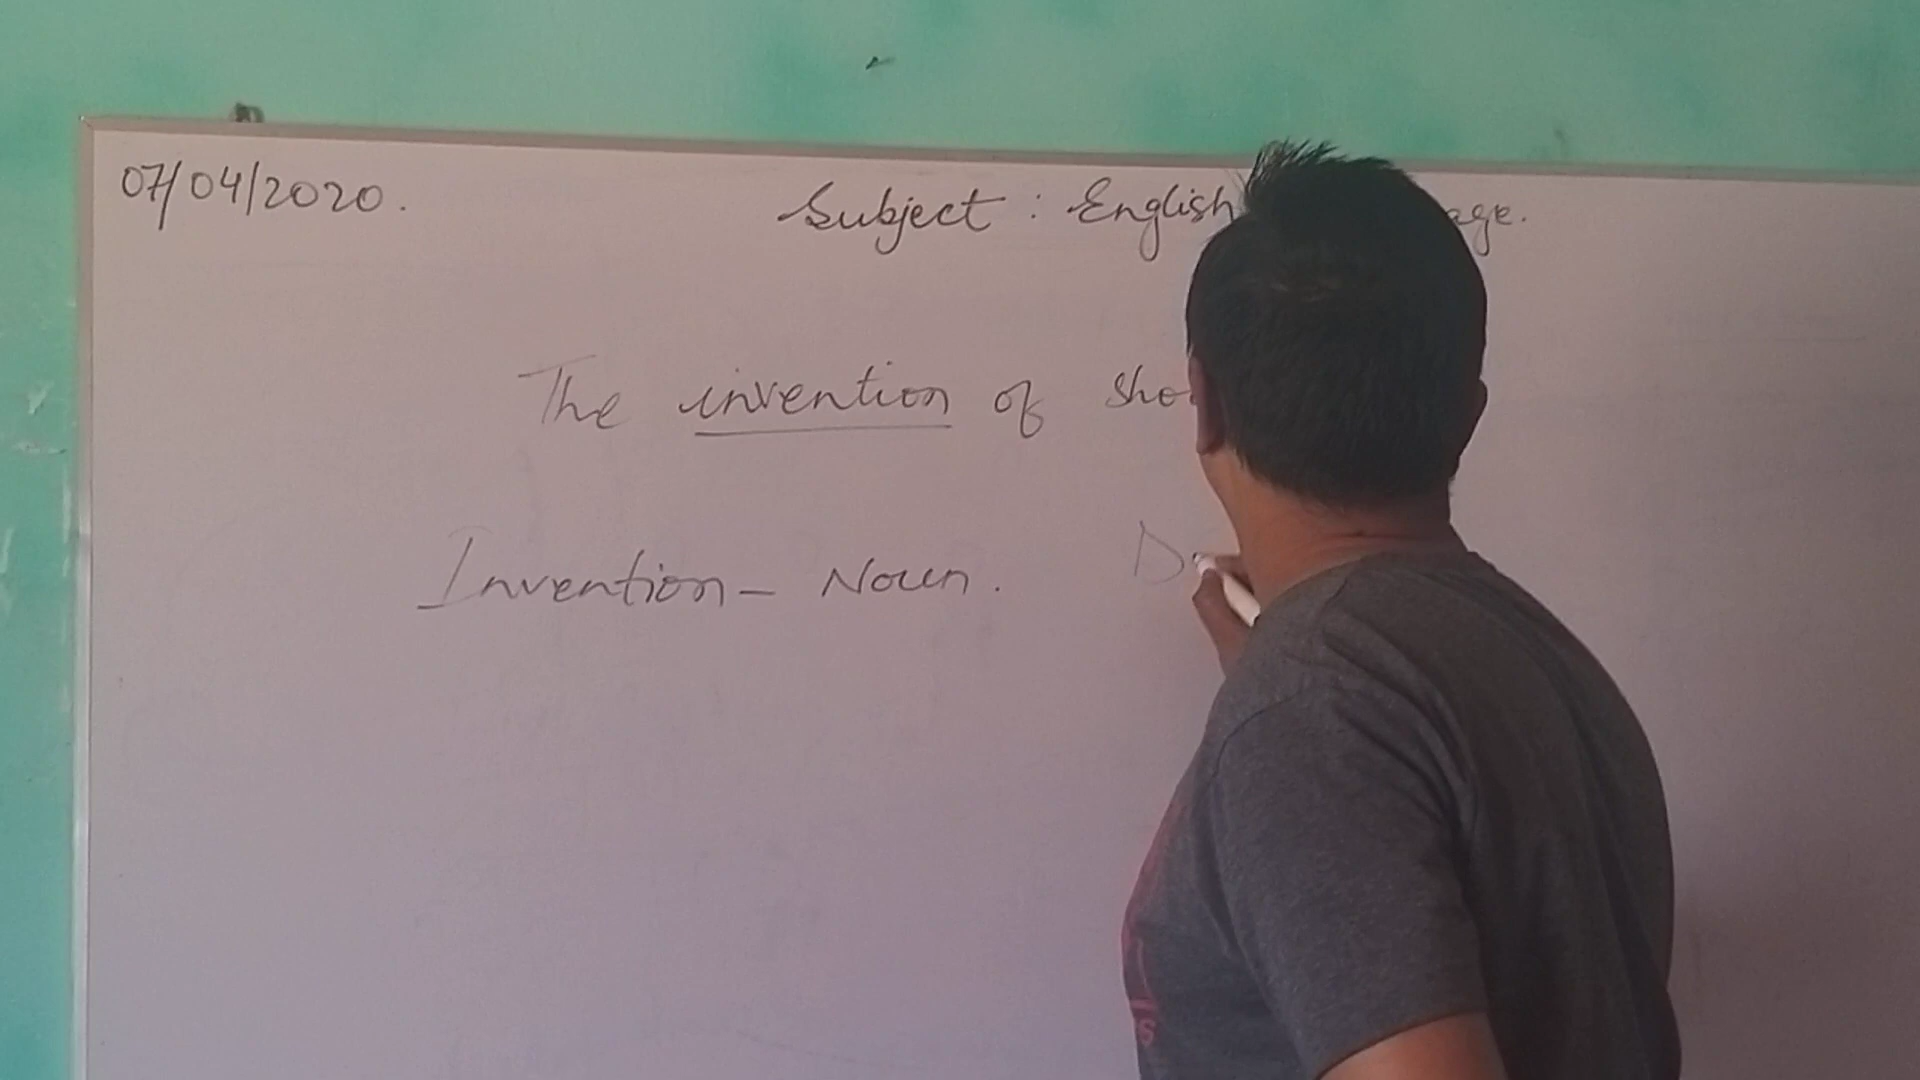 07/04/2020.
Subject : English
The invention of
Invention - Noun.